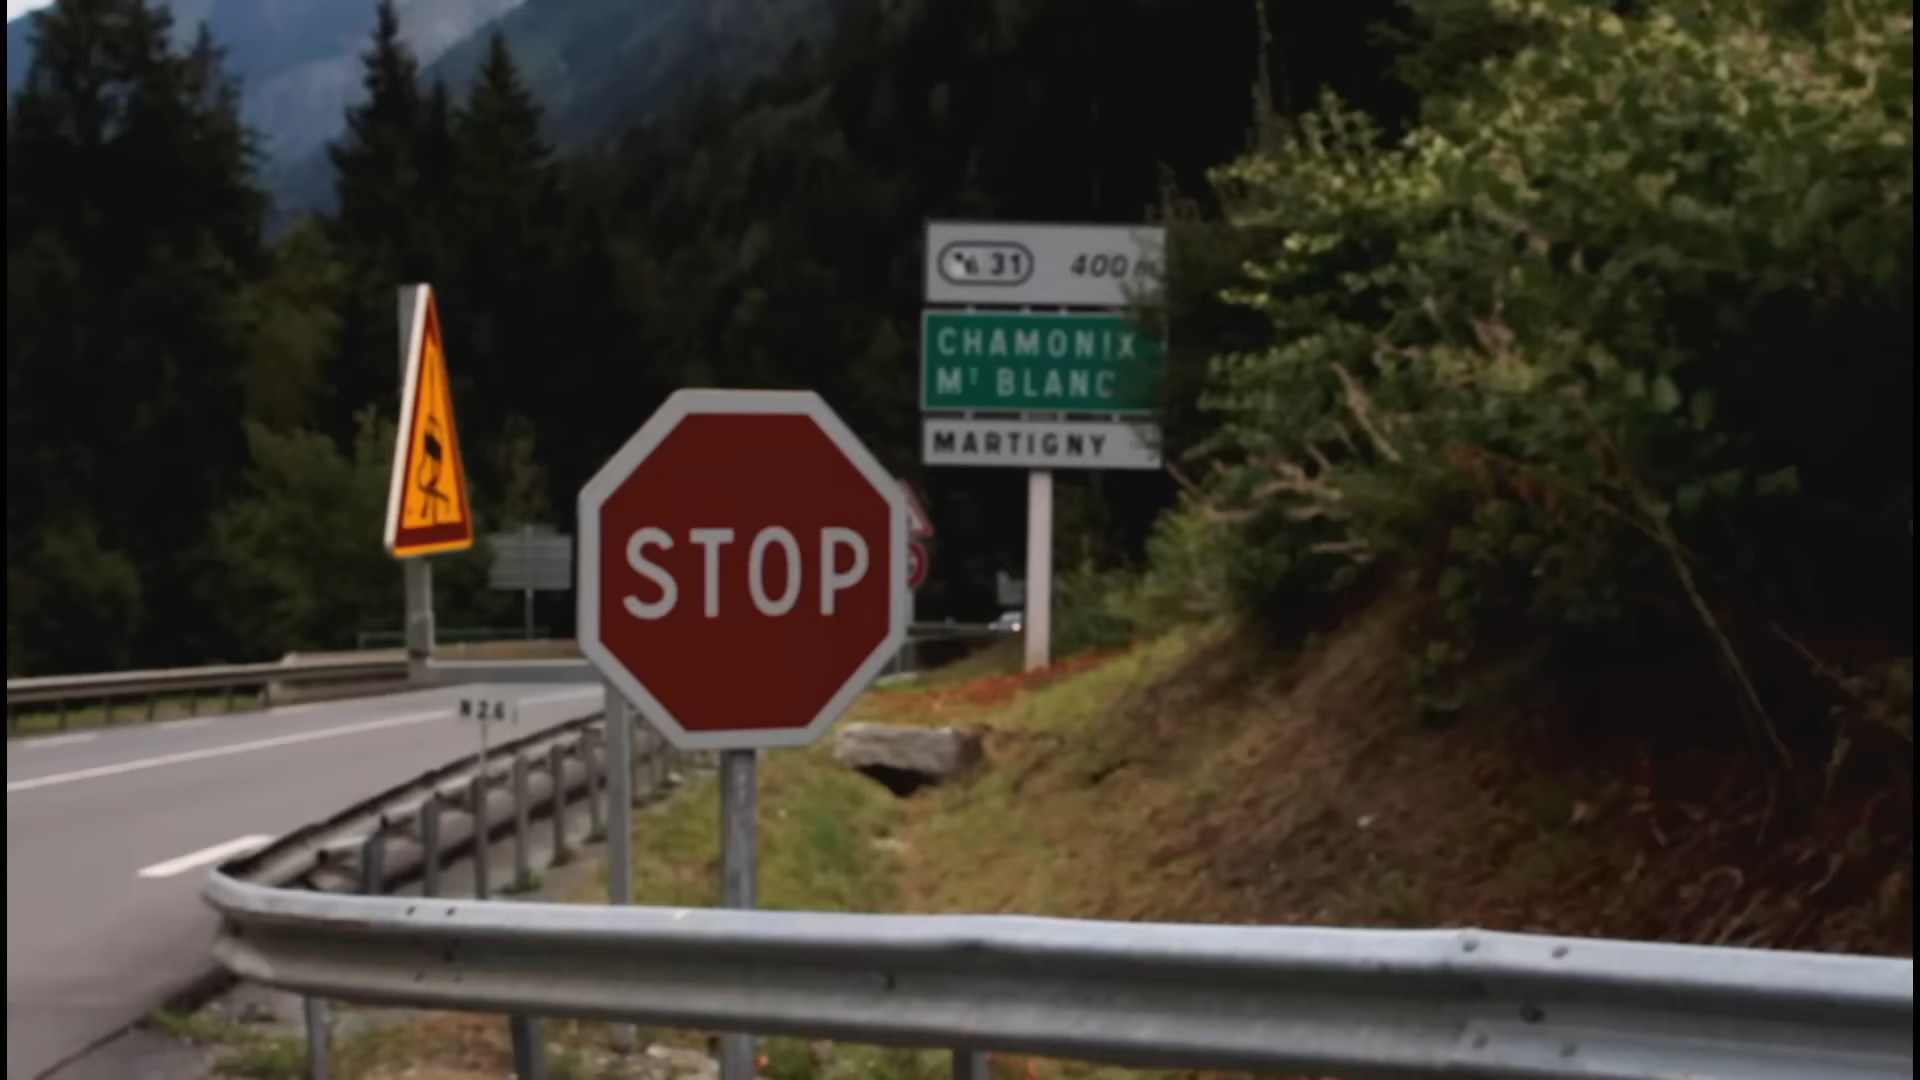 31 400 m
CHAMONIX
MT BLANC
MARTIGNY
STOP
N 26